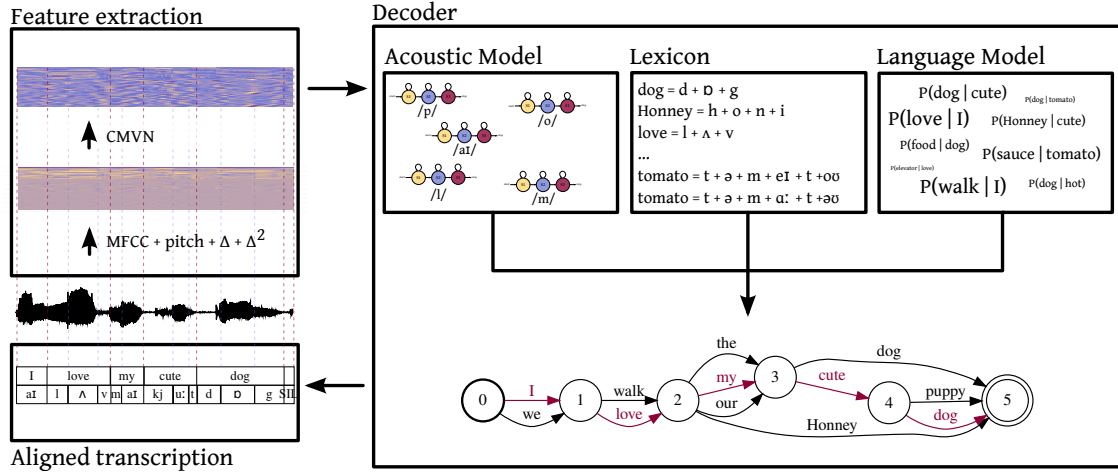 Feature extraction
CMVN
MFCC + pitch + Δ + Δ²
I love my cute dog
aɪ l ʌ v m aɪ kj uː t d ɒ g SIL
Aligned transcription
Decoder
Acoustic Model
/p/
/o/
/aɪ/
/l/
/m/
Lexicon
dog = d + ɒ + g
Honney = h + o + n + i
love = l + ʌ + v
...
tomato = t + ə + m + eɪ + t +oʊ
tomato = t + ə + m + ɑː + t +əʊ
Language Model
P(dog | cute)
P(dog | tomato)
P(love | I)
P(Honney | cute)
P(food | dog)
P(sauce | tomato)
P(elevator | love)
P(walk | I)
P(dog | hot)
the
dog
my
3
cute
I
walk
our
puppy
0
1
2
4
5
we
love
dog
Honney